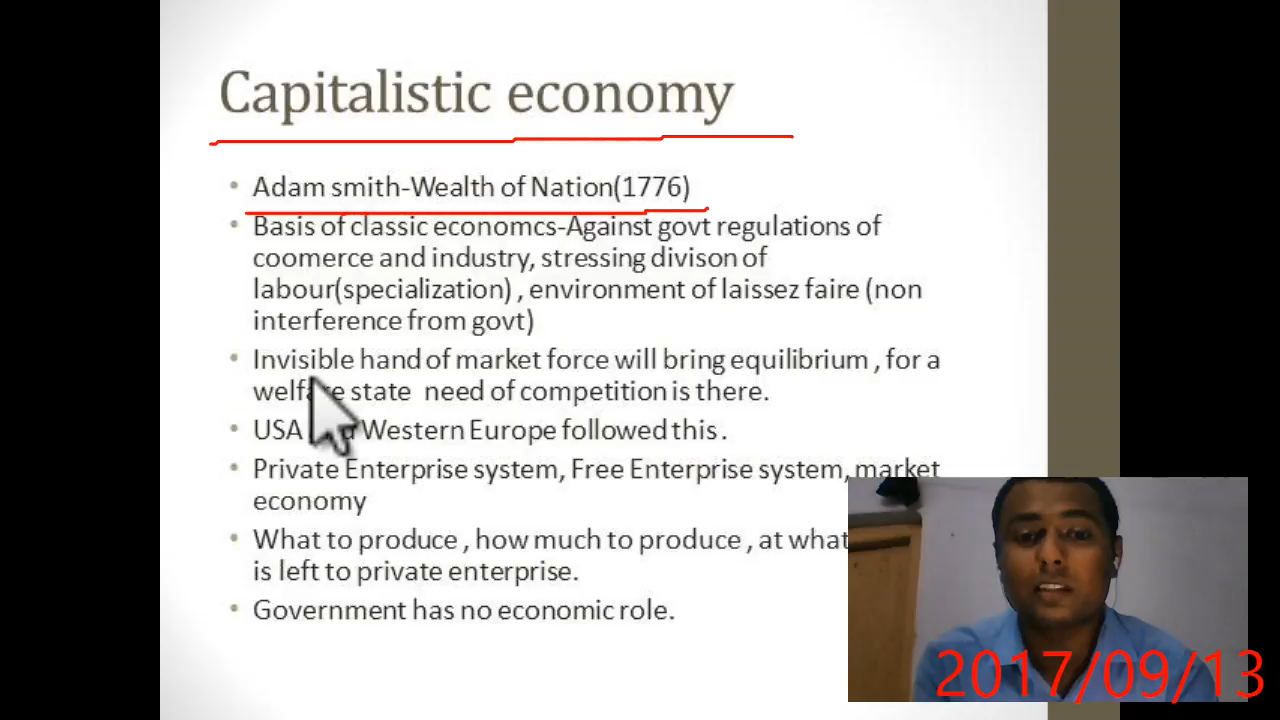 Capitalistic economy
• Adam smith-Wealth of Nation(1776)
• Basis of classic economcs-Against govt regulations of
coomerce and industry, stressing divison of
labour(specialization) , environment of laissez faire (non
interference from govt)
• Invisible hand of market force will bring equilibrium , for a
welfare state need of competition is there.
• USA Western Europe followed this .
• Private Enterprise system, Free Enterprise system, market
economy
• What to produce , how much to produce , at what
is left to private enterprise.
• Government has no economic role.
2017/09/13